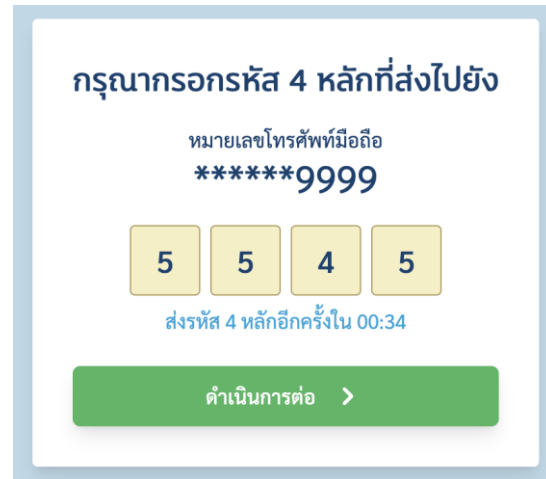 กรุณากรอกรหัส 4 หลักที่ส่งไปยัง
หมายเลขโทรศัพท์มือถือ
******9999
5 5 4 5
ส่งรหัส 4 หลักอีกครั้งใน 00:34
ดำเนินการต่อ